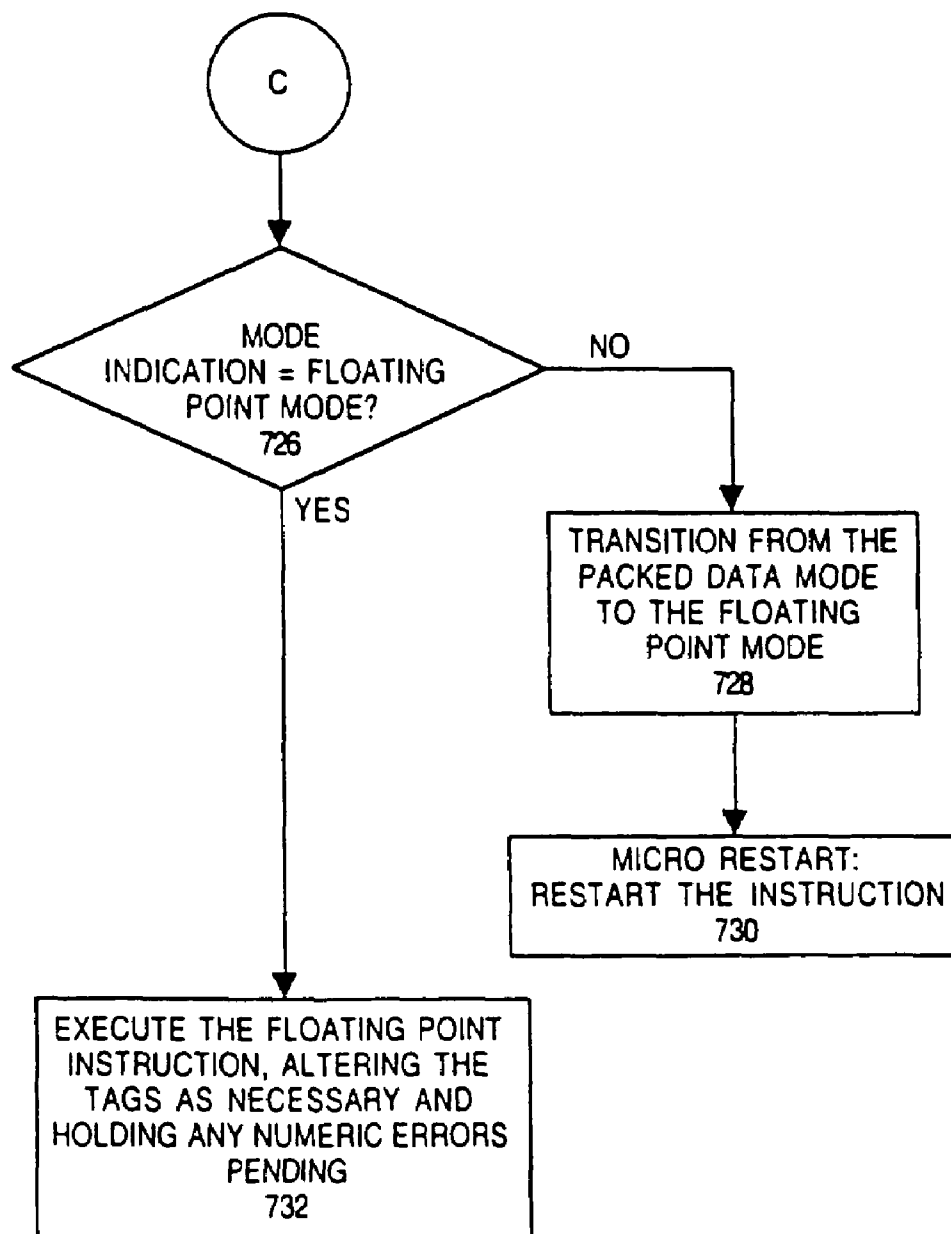 C
MODE
INDICATION = FLOATING
POINT MODE?
726
NO
YES
TRANSITION FROM THE
PACKED DATA MODE
TO THE FLOATING
POINT MODE
728
MICRO RESTART:
RESTART THE INSTRUCTION
730
EXECUTE THE FLOATING POINT
INSTRUCTION, ALTERING THE
TAGS AS NECESSARY AND
HOLDING ANY NUMERIC ERRORS
PENDING
732